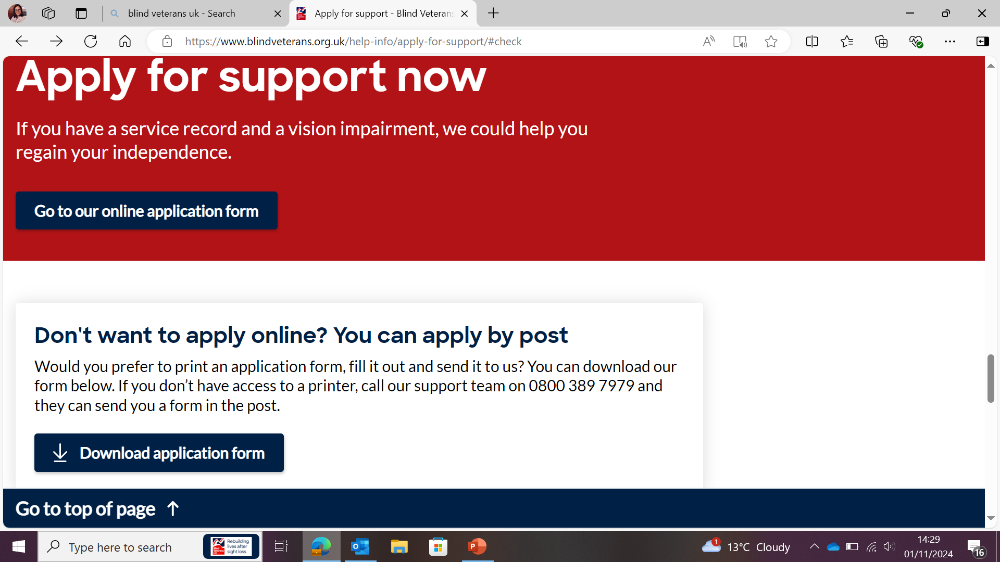 blind veterans uk - Search
Apply for support - Blind Veterans
https://www.blindveterans.org.uk/help-info/apply-for-support/#check
Apply for support now
If you have a service record and a vision impairment, we could help you
regain your independence.
Go to our online application form
Don't want to apply online? You can apply by post
Would you prefer to print an application form, fill it out and send it to us? You can download our
form below. If you don’t have access to a printer, call our support team on 0800 389 7979 and
they can send you a form in the post.
Download application form
Go to top of page
Type here to search
Blind
Veterans
UK
Rebuilding
lives after
sight loss
1
13°C Cloudy
14:29
01/11/2024
16